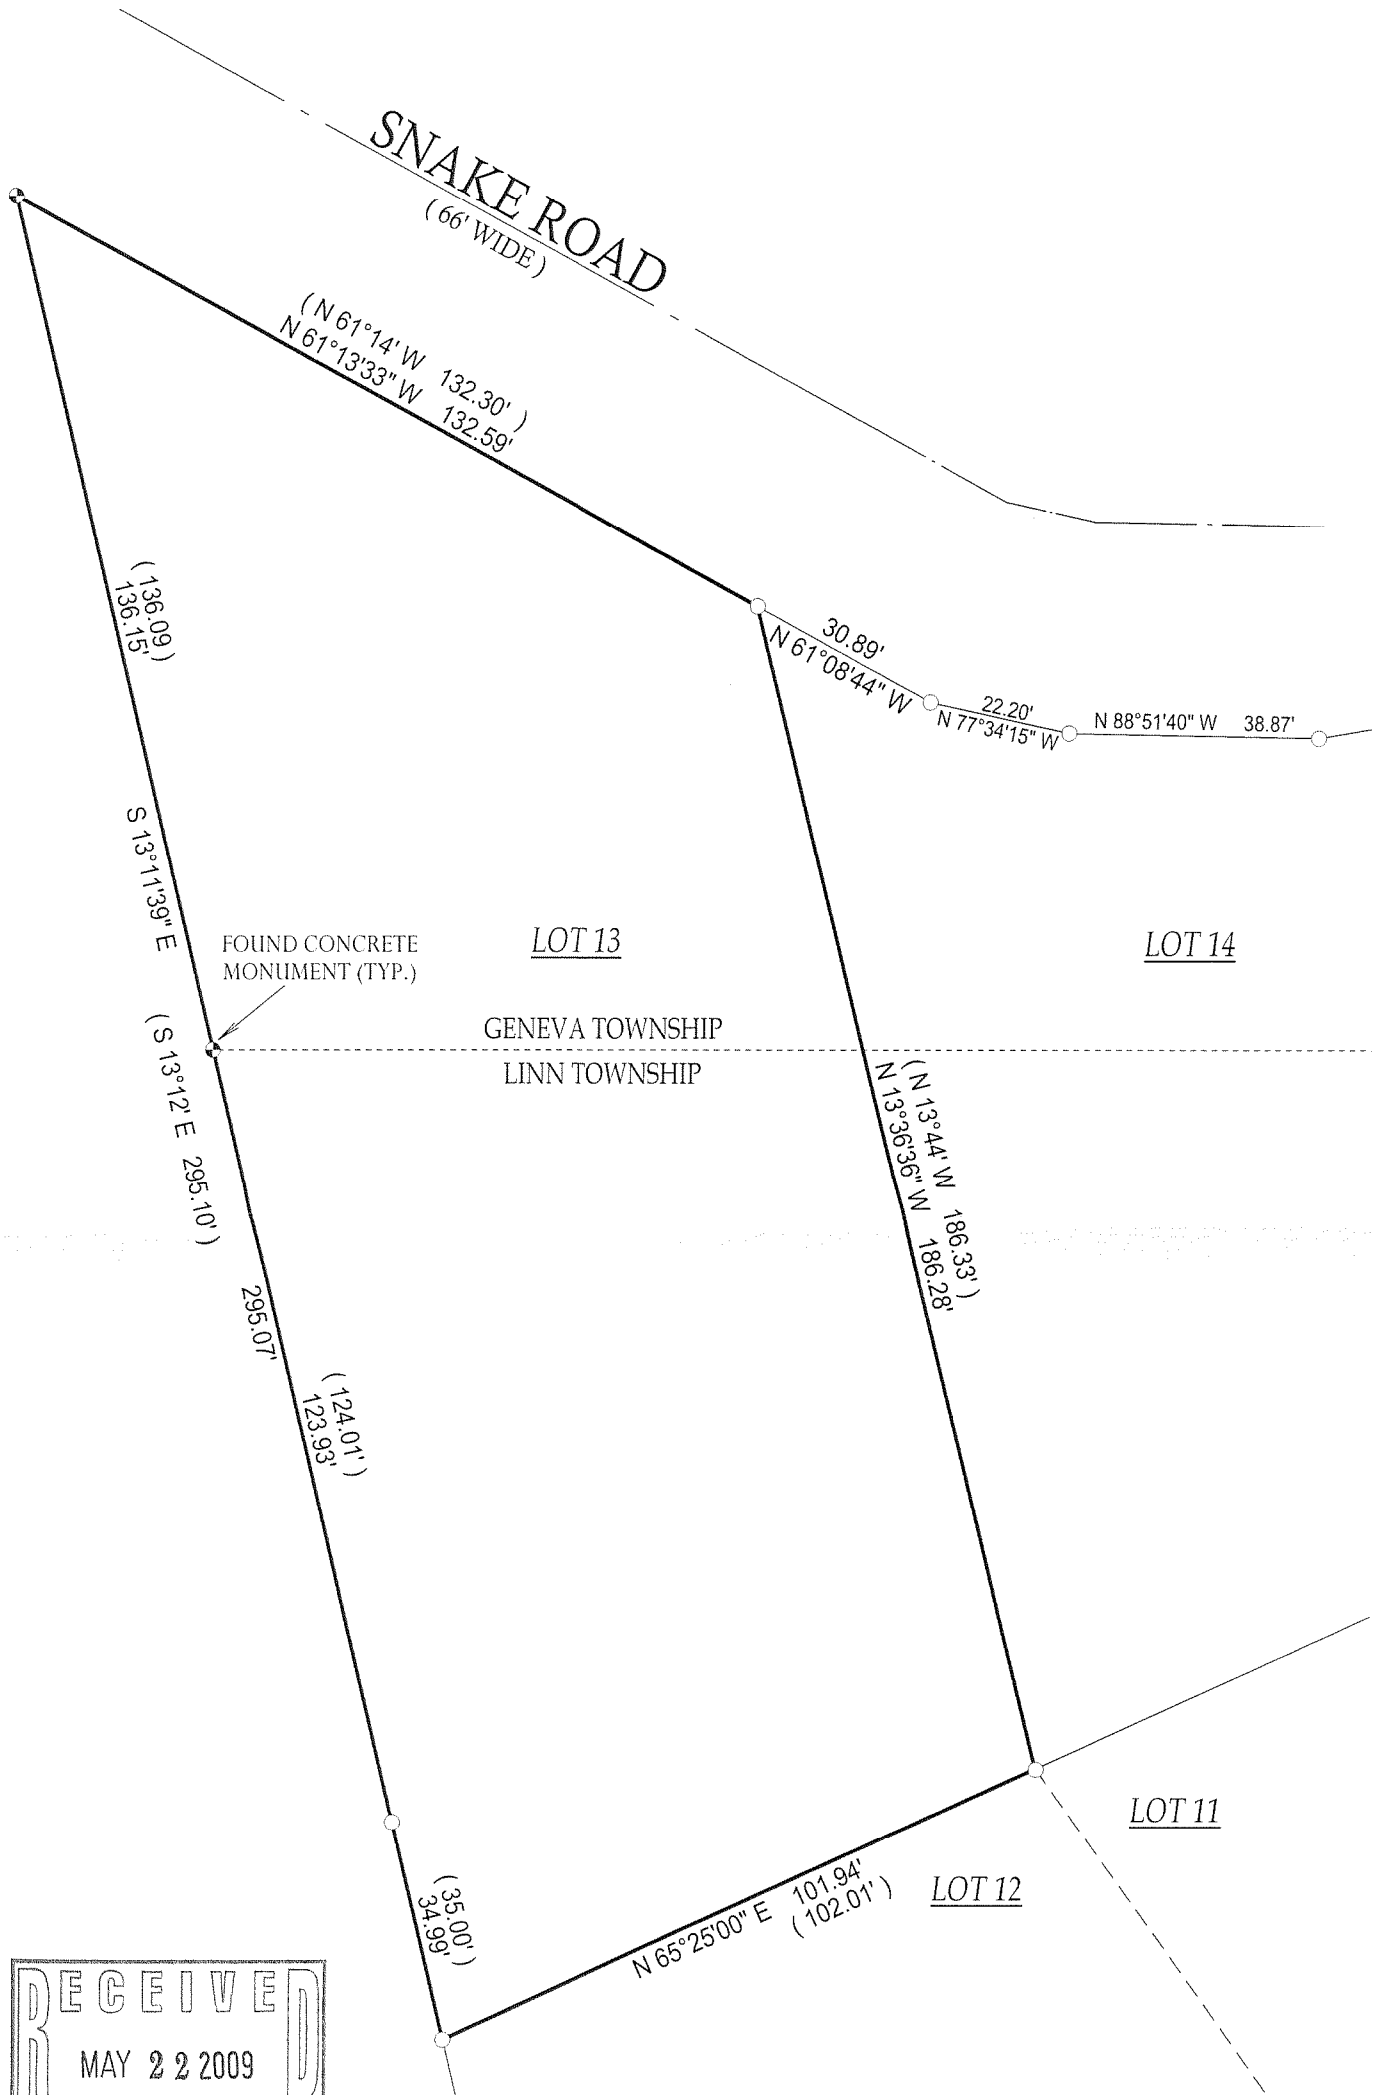 SNAKE ROAD
( 66' WIDE )
( N 61°14' W 132.30' )
N 61°13'33" W 132.59'
( 136.09 )
136.15'
30.89'
N 61°08'44" W
22.20'
N 77°34'15" W
N 88°51'40" W 38.87'
S 13°11'39" E
FOUND CONCRETE
MONUMENT (TYP.)
LOT 13
LOT 14
GENEVA TOWNSHIP
LINN TOWNSHIP
( S 13°12' E 295.10' )
( N 13°44' W 186.33' )
N 13°36'36" W 186.28'
295.07'
( 124.01' )
123.93'
LOT 11
( 35.00' )
34.99'
N 65°25'00" E 101.94'
( 102.01' )
LOT 12
RECEIVED
MAY 22 2009